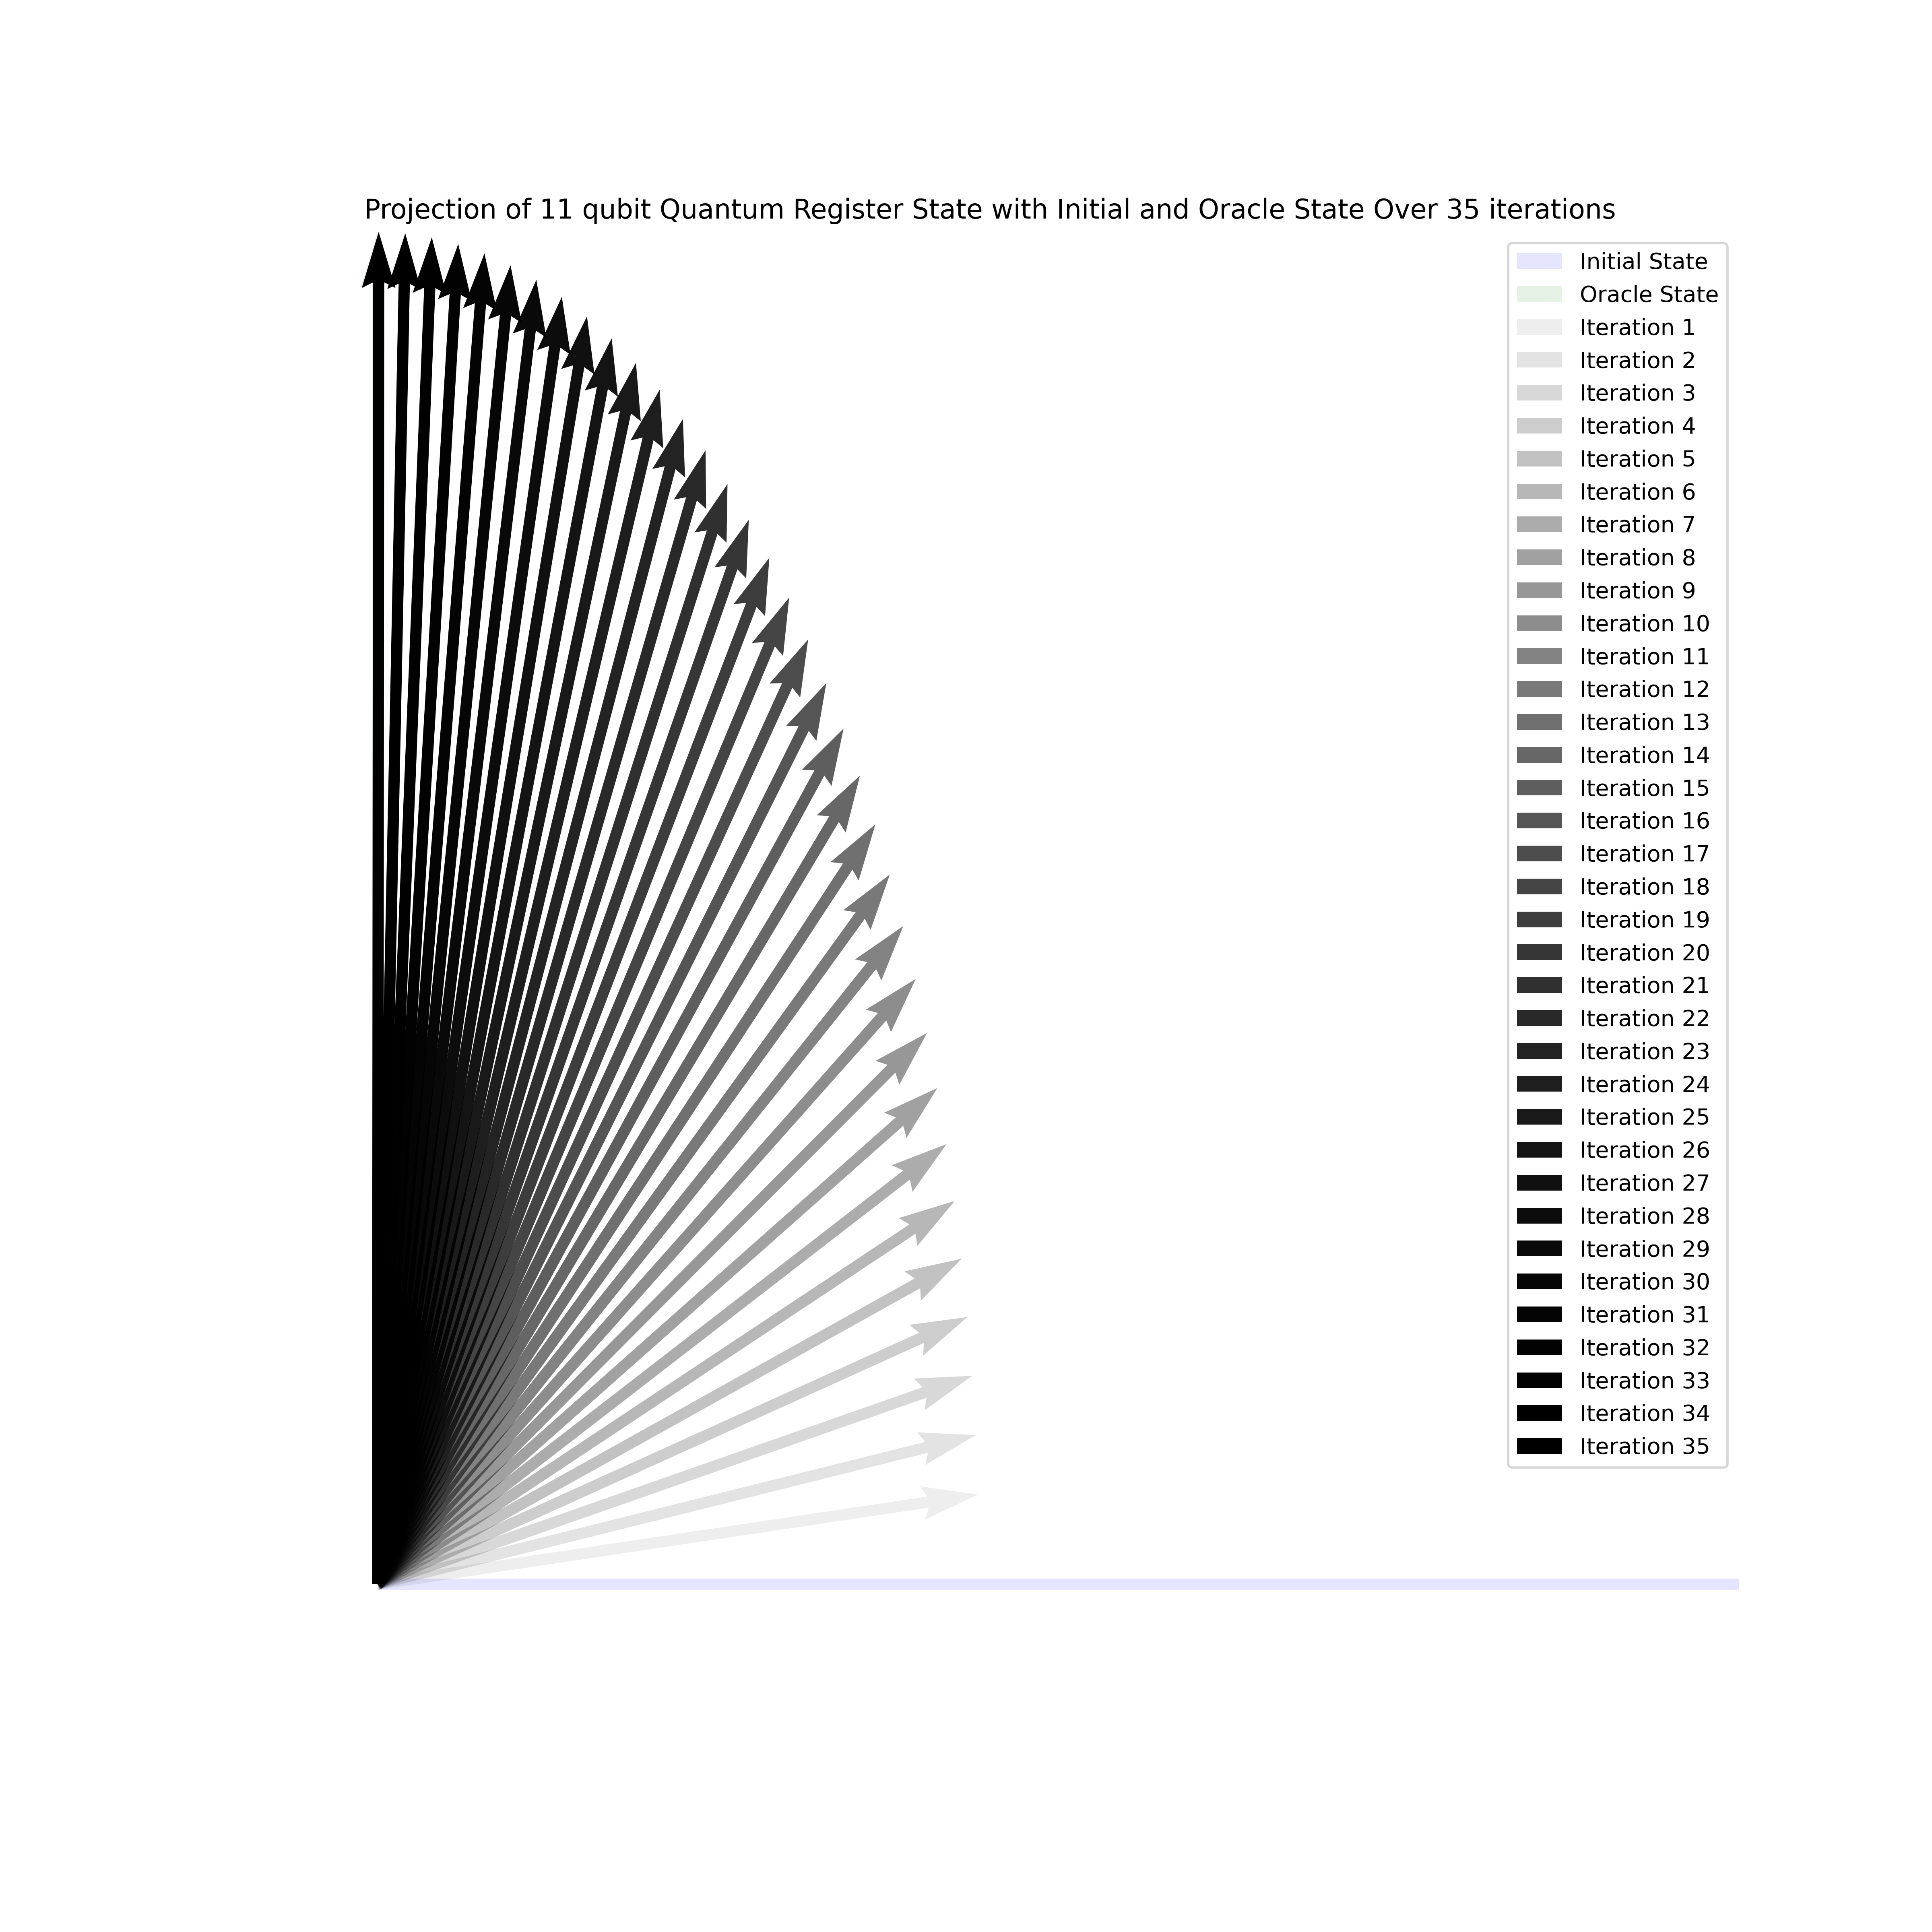 Projection of 11 qubit Quantum Register State with Initial and Oracle State Over 35 iterations
Initial State
Oracle State
Iteration 1
Iteration 2
Iteration 3
Iteration 4
Iteration 5
Iteration 6
Iteration 7
Iteration 8
Iteration 9
Iteration 10
Iteration 11
Iteration 12
Iteration 13
Iteration 14
Iteration 15
Iteration 16
Iteration 17
Iteration 18
Iteration 19
Iteration 20
Iteration 21
Iteration 22
Iteration 23
Iteration 24
Iteration 25
Iteration 26
Iteration 27
Iteration 28
Iteration 29
Iteration 30
Iteration 31
Iteration 32
Iteration 33
Iteration 34
Iteration 35